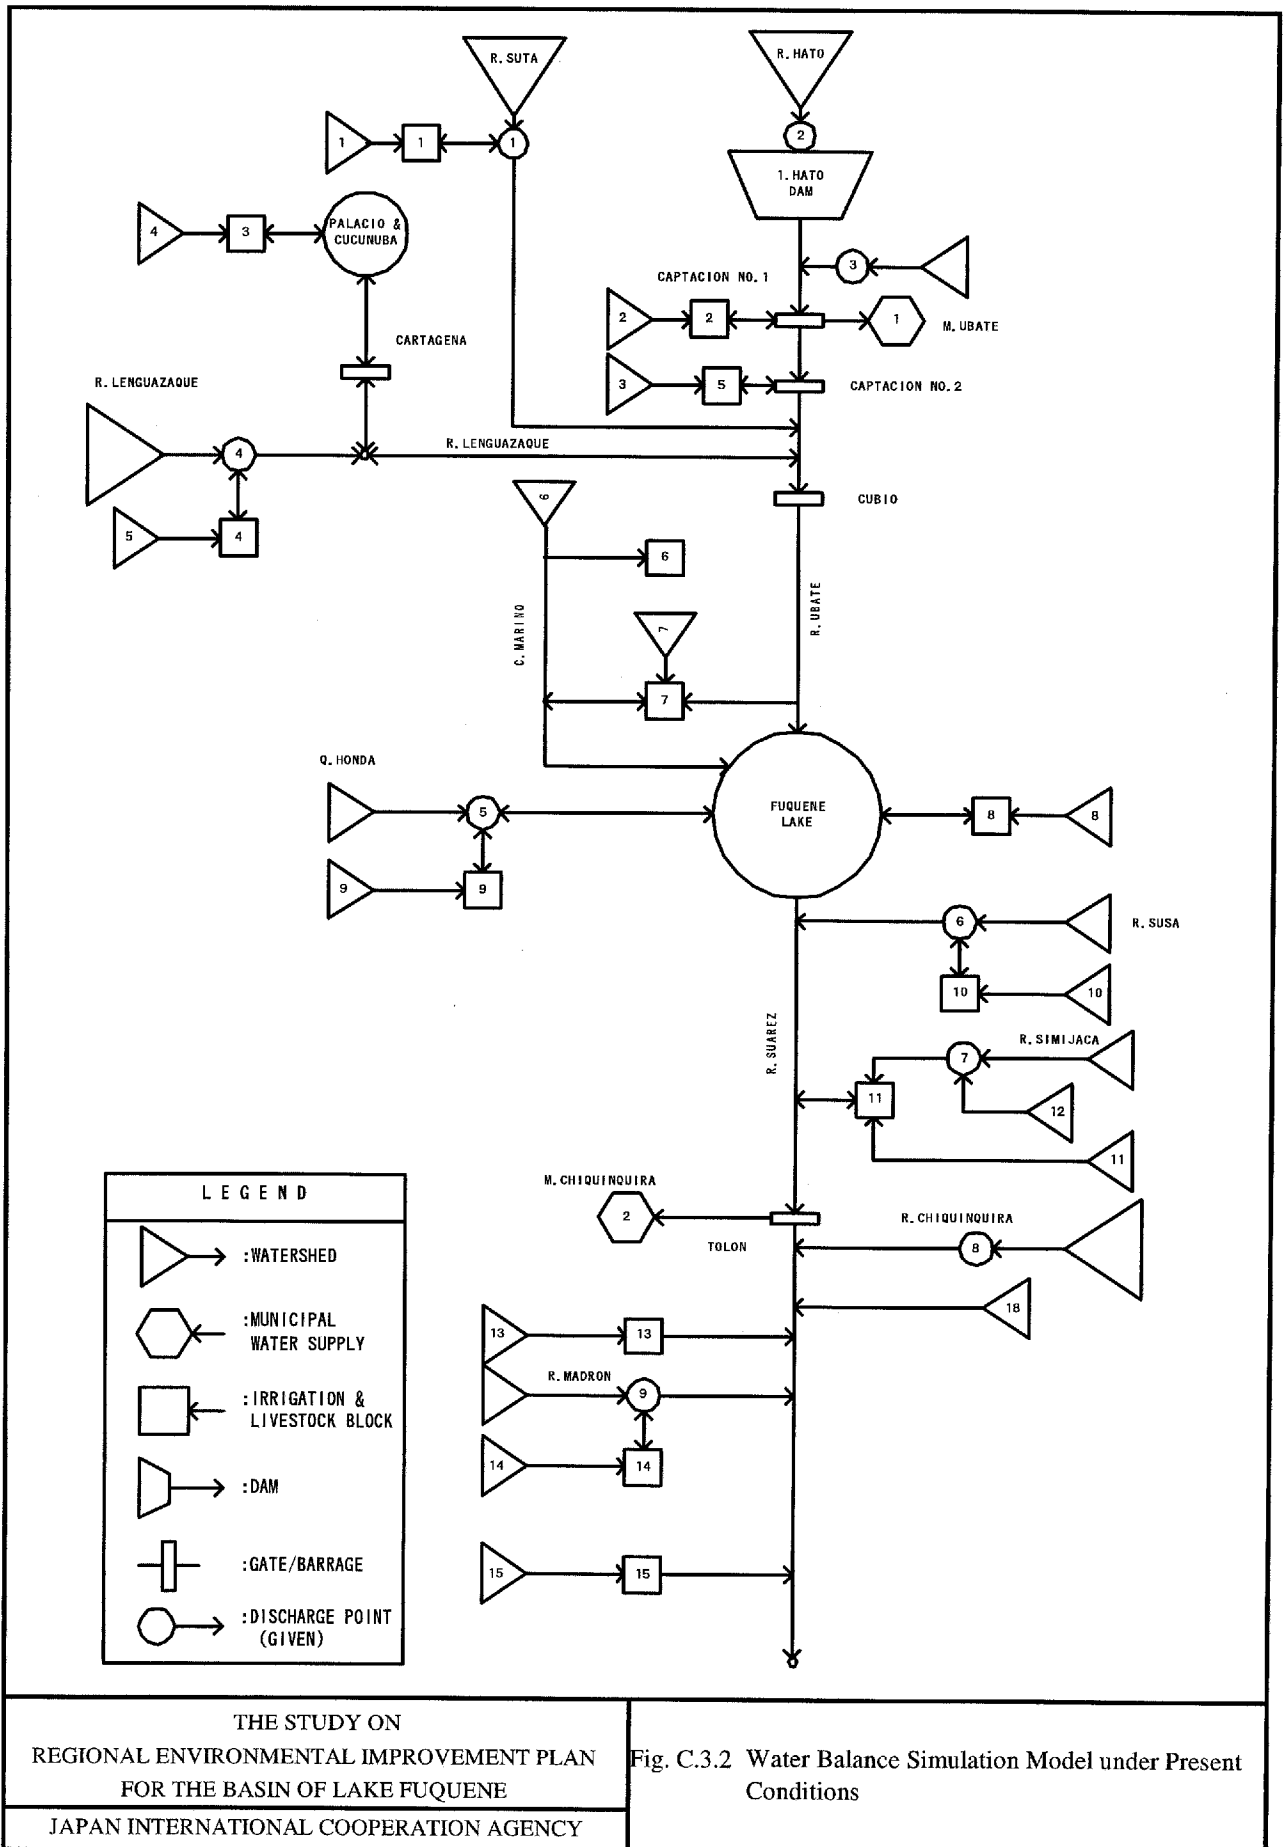 R.SUTA
R.HATO
1
1
1
2
1.HATO
DAM
4
3
PALACIO &
CUCUNUBA
3
CAPTACION NO.1
2
2
1
M.UBATE
CARTAGENA
3
5
CAPTACION NO.2
R.LENGUAZAQUE
4
R.LENGUAZAQUE
5
4
6
CUBIO
6
C.MARINO
R.UBATE
7
7
Q.HONDA
5
FUQUENE
LAKE
8
8
9
9
6
R.SUSA
10
10
R.SUAREZ
R.SIMIJACA
7
11
12
11
M.CHIQUINQUIRA
2
TOLON
R.CHIQUINQUIRA
8
18
13
13
R.MADRON
9
14
14
15
15
LEGEND
:WATERSHED
:MUNICIPAL
WATER SUPPLY
:IRRIGATION &
LIVESTOCK BLOCK
:DAM
:GATE/BARRAGE
:DISCHARGE POINT
(GIVEN)
THE STUDY ON
REGIONAL ENVIRONMENTAL IMPROVEMENT PLAN
FOR THE BASIN OF LAKE FUQUENE
JAPAN INTERNATIONAL COOPERATION AGENCY
Fig. C.3.2 Water Balance Simulation Model under Present
Conditions